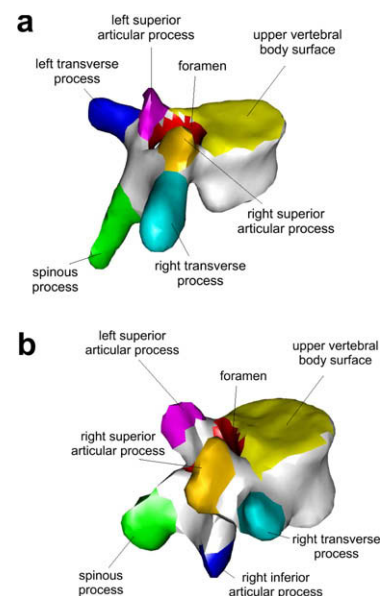 a
left superior
articular process
left transverse
process
foramen
upper vertebral
body surface
right superior
articular process
right transverse
process
spinous
process
b
left superior
articular process
upper vertebral
body surface
foramen
right superior
articular process
right transverse
process
spinous
process
right inferior
articular process